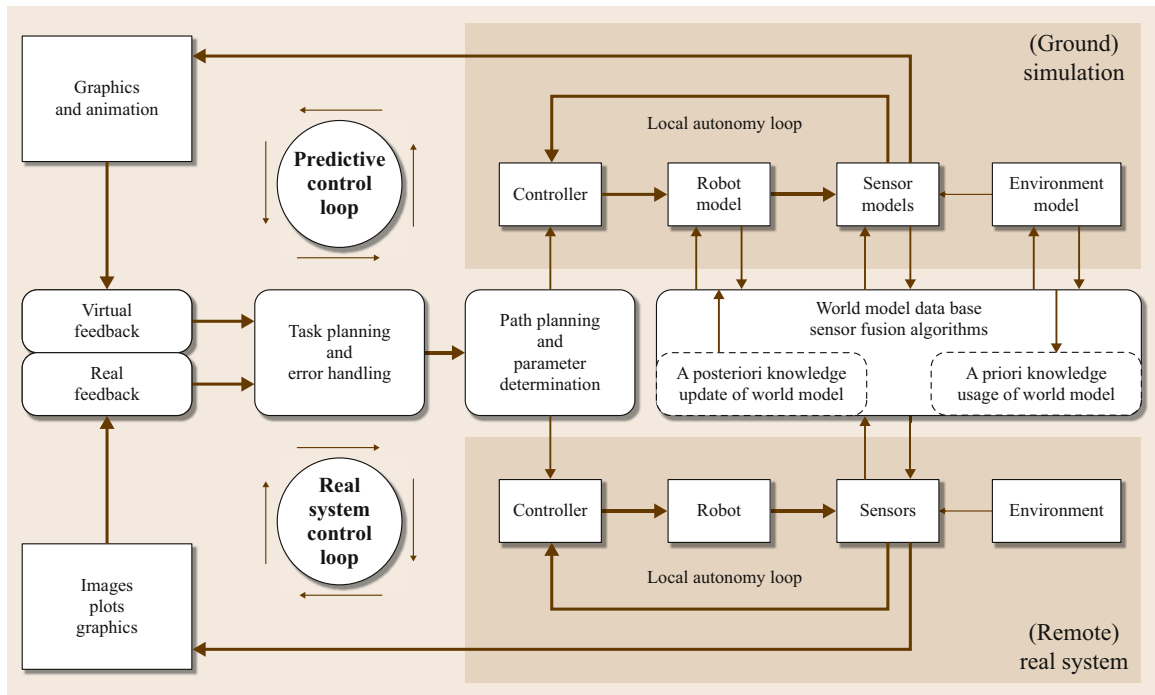 (Ground)
simulation
Graphics
and animation
Local autonomy loop
Predictive
control
loop
Controller
Robot
model
Sensor
models
Environment
model
Virtual
feedback
Real
feedback
Task planning
and
error handling
Path planning
and
parameter
determination
World model data base
sensor fusion algorithms
A posteriori knowledge
update of world model
A priori knowledge
usage of world model
Real
system
control
loop
Controller
Robot
Sensors
Environment
Local autonomy loop
Images
plots
graphics
(Remote)
real system